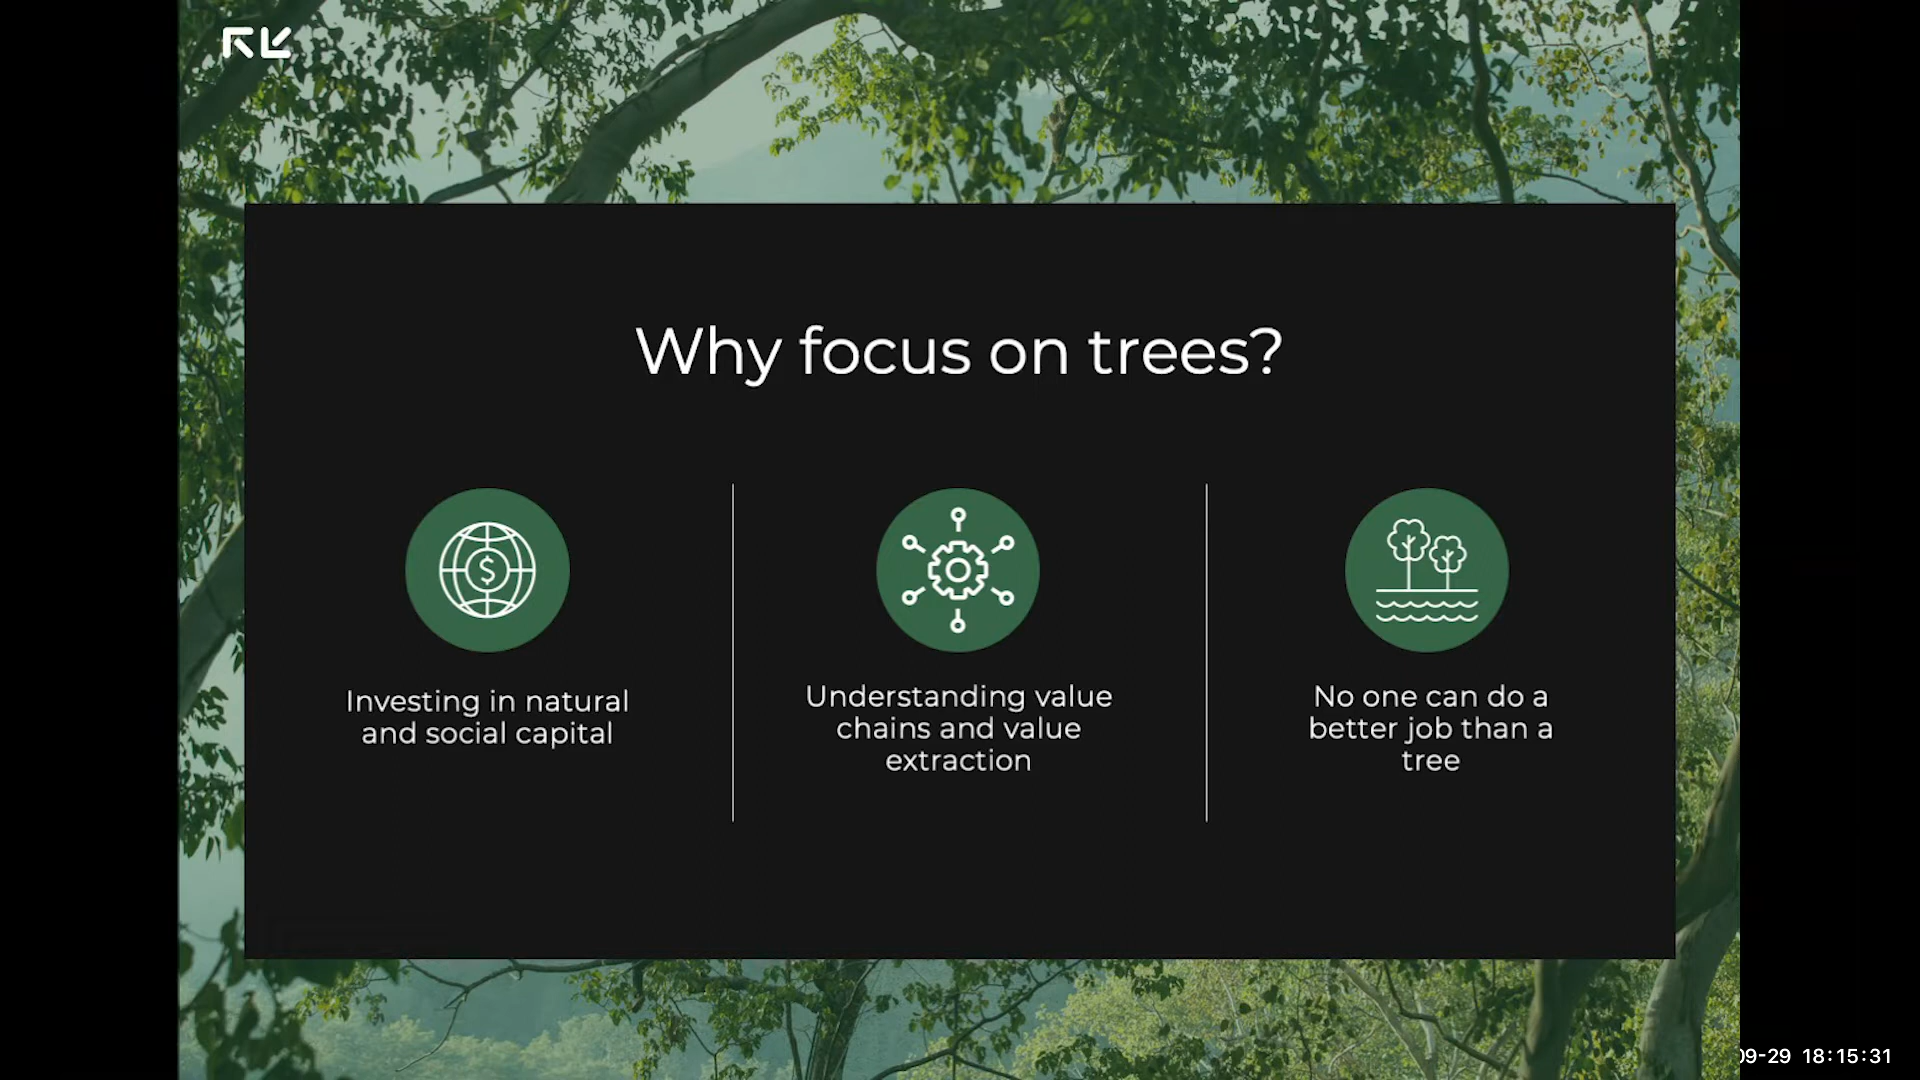 Why focus on trees?
$
Investing in natural
and social capital
Understanding value
chains and value
extraction
No one can do a
better job than a
tree
09-29 18:15:31